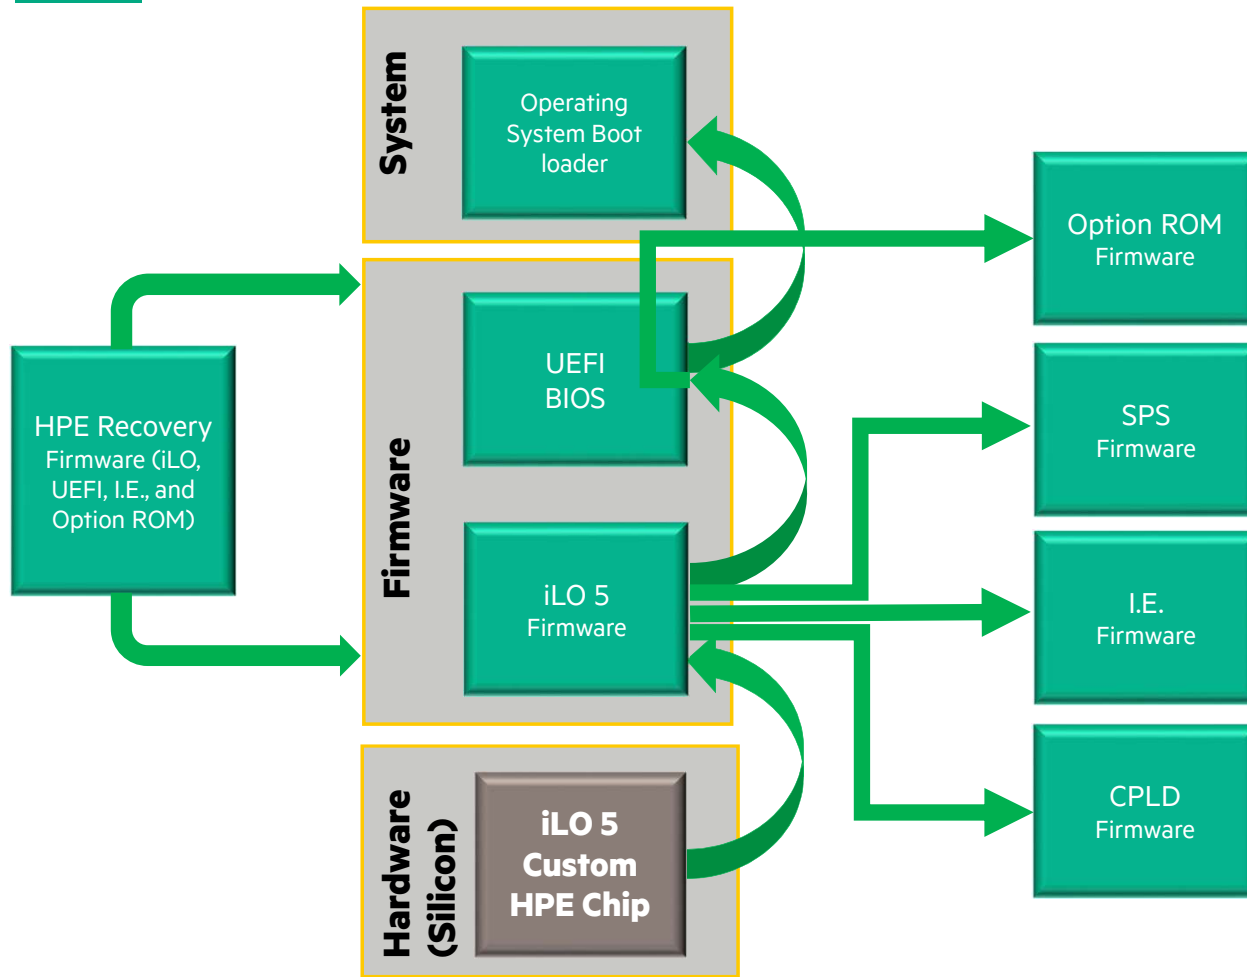 System
Operating
System Boot
loader
Option ROM
Firmware
Firmware
UEFI
BIOS
HPE Recovery
Firmware (iLO,
UEFI, I.E., and
Option ROM)
SPS
Firmware
iLO 5
Firmware
I.E.
Firmware
Hardware
(Silicon)
iLO 5
Custom
HPE Chip
CPLD
Firmware